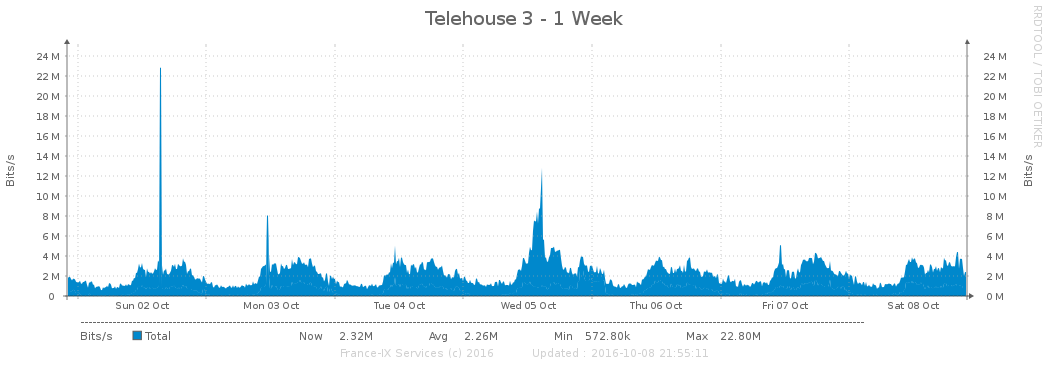 Telehouse 3 - 1 Week
RRDTOOL / TOBI OETIKER
Bits/s
24 M 24 M
22 M 22 M
20 M 20 M
18 M 18 M
16 M 16 M
14 M 14 M
12 M 12 M
10 M 10 M
8 M 8 M
6 M 6 M
4 M 4 M
2 M 2 M
0 0 M
Bits/s
Sun 02 Oct Mon 03 Oct Tue 04 Oct Wed 05 Oct Thu 06 Oct Fri 07 Oct Sat 08 Oct
Bits/s Total Now 2.32M Avg 2.26M Min 572.80k Max 22.80M
France-IX Services (c) 2016 Updated : 2016-10-08 21:55:11